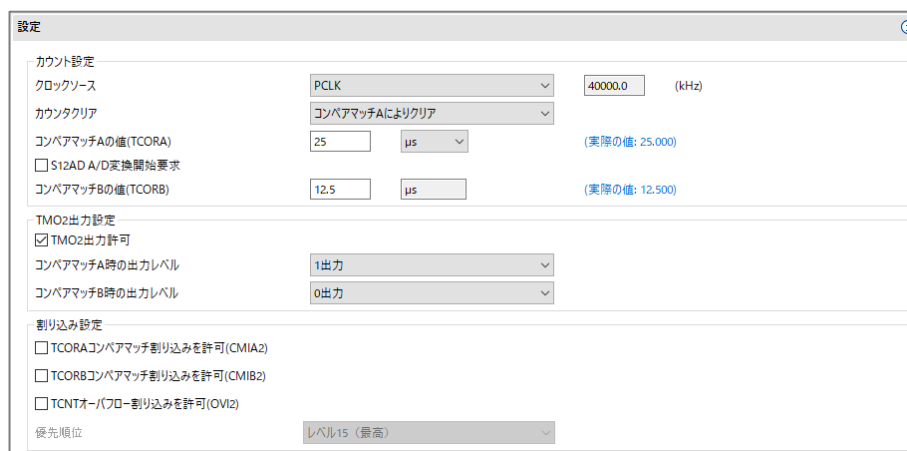 設定
カウント設定
クロックソース PCLK 40000.0 (kHz)
カウンタクリア コンペアマッチAによりクリア
コンペアマッチAの値(TCORA) 25 μs (実際の値: 25.000)
S12AD A/D変換開始要求
コンペアマッチBの値(TCORB) 12.5 μs (実際の値: 12.500)
TMO2出力設定
TMO2出力許可
コンペアマッチA時の出力レベル 1出力
コンペアマッチB時の出力レベル 0出力
割り込み設定
TCORAコンペアマッチ割り込みを許可(CMIA2)
TCORBコンペアマッチ割り込みを許可(CMIB2)
TCNTオーバフロー割り込みを許可(OVI2)
優先順位 レベル15（最高）